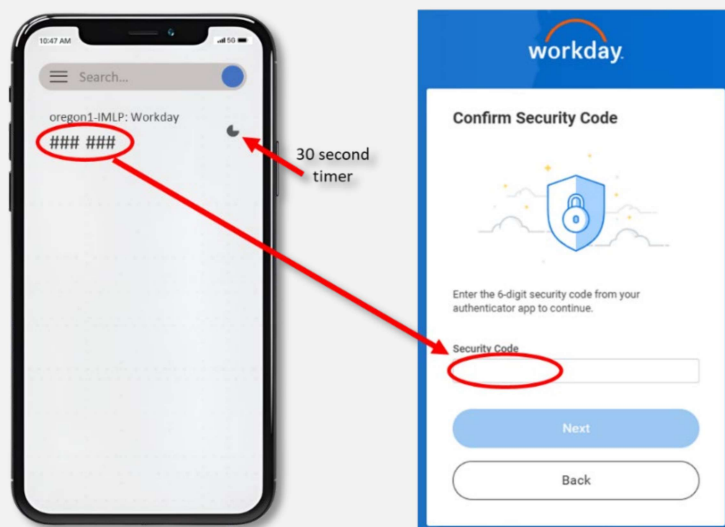 10:47 AM
5G
Search...
oregon1-IMLP: Workday
### ###
30 second
timer
workday.
Confirm Security Code
Enter the 6-digit security code from your
authenticator app to continue.
Security Code
Next
Back